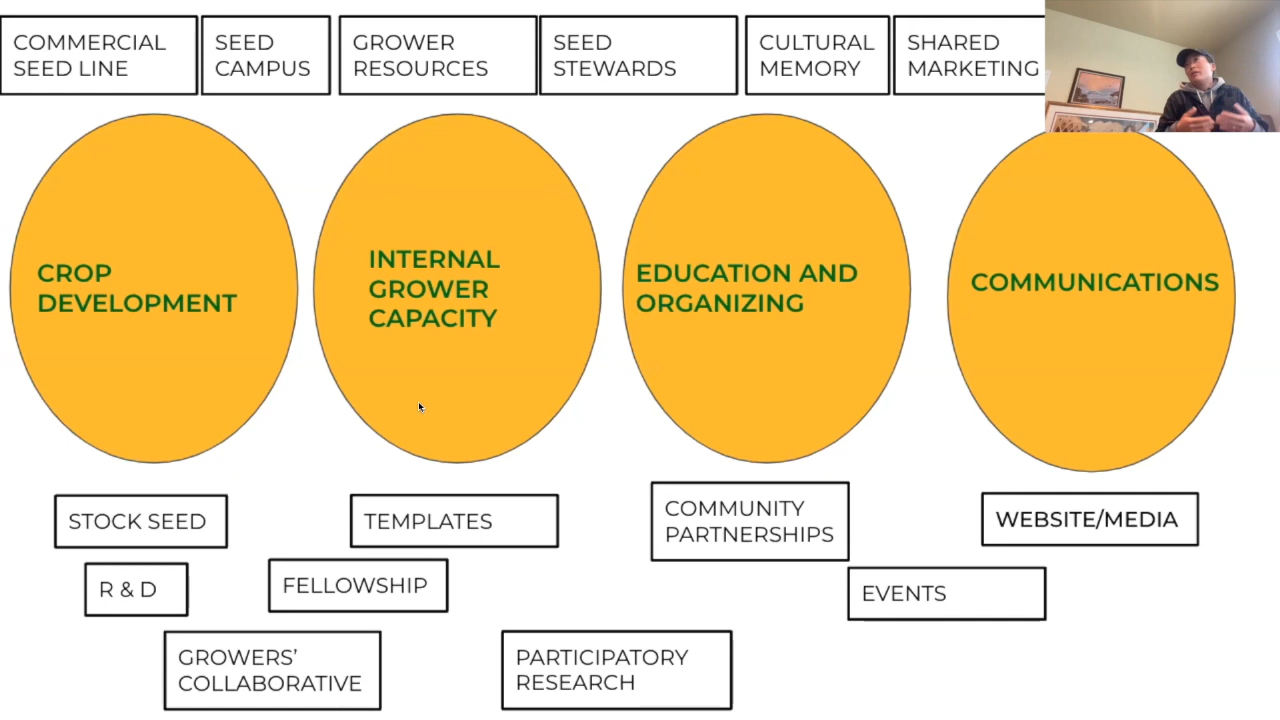 COMMERCIAL
SEED LINE
SEED
CAMPUS
GROWER
RESOURCES
SEED
STEWARDS
CULTURAL
MEMORY
SHARED
MARKETING
CROP
DEVELOPMENT
INTERNAL
GROWER
CAPACITY
EDUCATION AND
ORGANIZING
COMMUNICATIONS
STOCK SEED
TEMPLATES
COMMUNITY
PARTNERSHIPS
WEBSITE/MEDIA
R & D
FELLOWSHIP
EVENTS
GROWERS’
COLLABORATIVE
PARTICIPATORY
RESEARCH